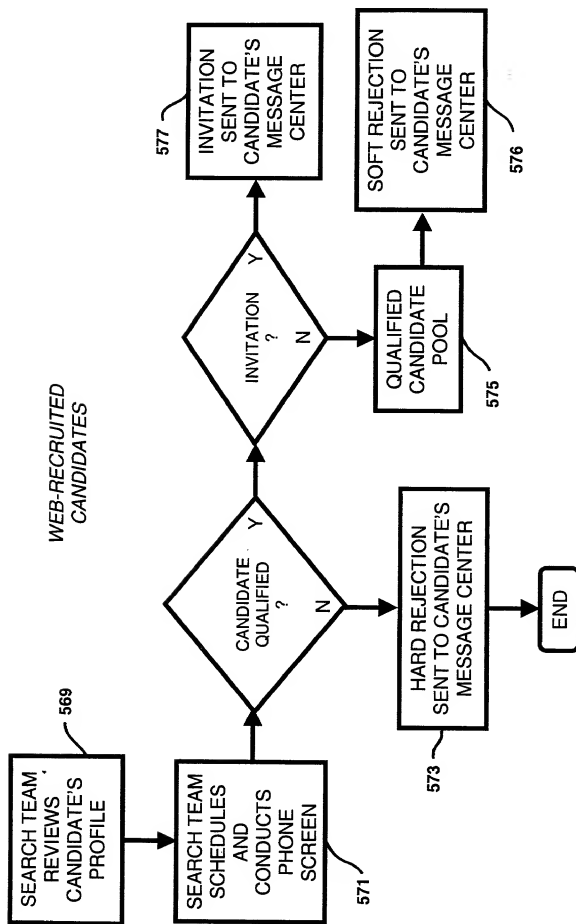 WEB-RECRUITED
CANDIDATES
569
SEARCH TEAM
REVIEWS
CANDIDATE'S
PROFILE
SEARCH TEAM
SCHEDULES
AND
CONDUCTS
PHONE
SCREEN
571
CANDIDATE
QUALIFIED
?
Y
N
HARD REJECTION
SENT TO CANDIDATE'S
MESSAGE CENTER
573
END
INVITATION
?
Y
N
577
INVITATION
SENT TO
CANDIDATE'S
MESSAGE
CENTER
QUALIFIED
CANDIDATE
POOL
575
SOFT REJECTION
SENT TO
CANDIDATE'S
MESSAGE
CENTER
576